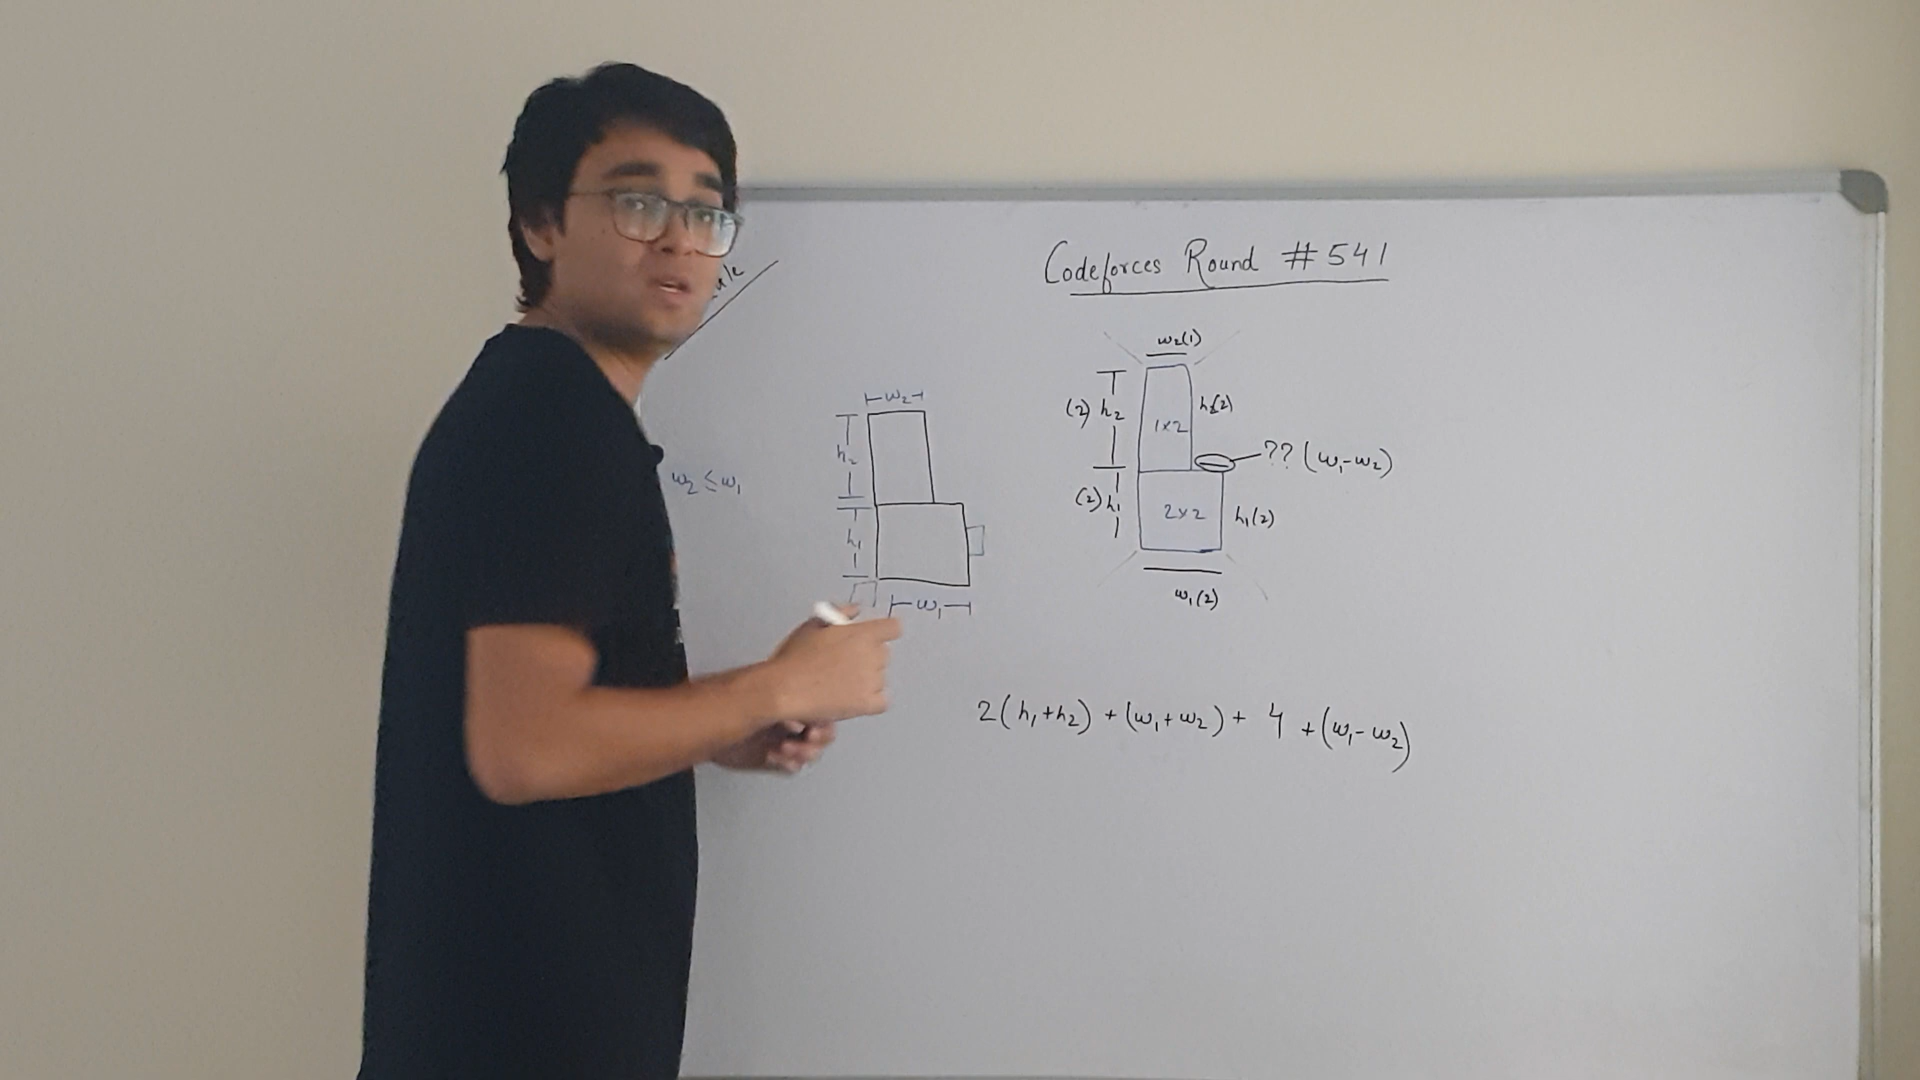 Codeforces Round #541
w₂ ≤ w₁
w₂
h₂
h₁
w₁
w₂(1)
(2) h₂
h₂(2)
1x2
?? (w₁-w₂)
(2) h₁
2x2
h₁(2)
w₁(2)
2(h₁+h₂) + (w₁+w₂) + 4 + (w₁-w₂)